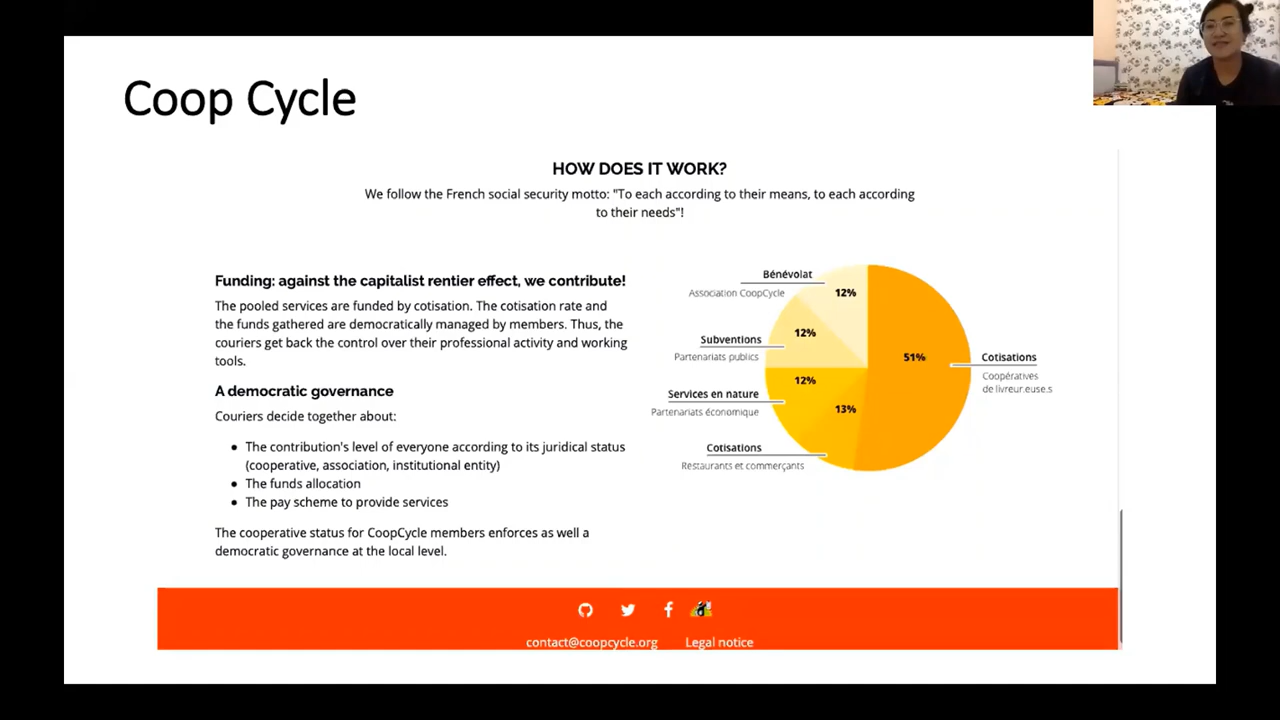 Coop Cycle
HOW DOES IT WORK?
We follow the French social security motto: "To each according to their means, to each according
to their needs"!
Funding: against the capitalist rentier effect, we contribute!
The pooled services are funded by cotisation. The cotisation rate and
the funds gathered are democratically managed by members. Thus, the
couriers get back the control over their professional activity and working
tools.
A democratic governance
Couriers decide together about:
The contribution's level of everyone according to its juridical status
(cooperative, association, institutional entity)
The funds allocation
The pay scheme to provide services
The cooperative status for CoopCycle members enforces as well a
democratic governance at the local level.
Bénévolat
Association CoopCycle
12%
Subventions
Partenariats publics
12%
Services en nature
Partenariats économique
12%
Cotisations
Restaurants et commerçants
13%
51%
Cotisations
Coopératives
de livreur.euse.s
contact@coopcycle.org
Legal notice